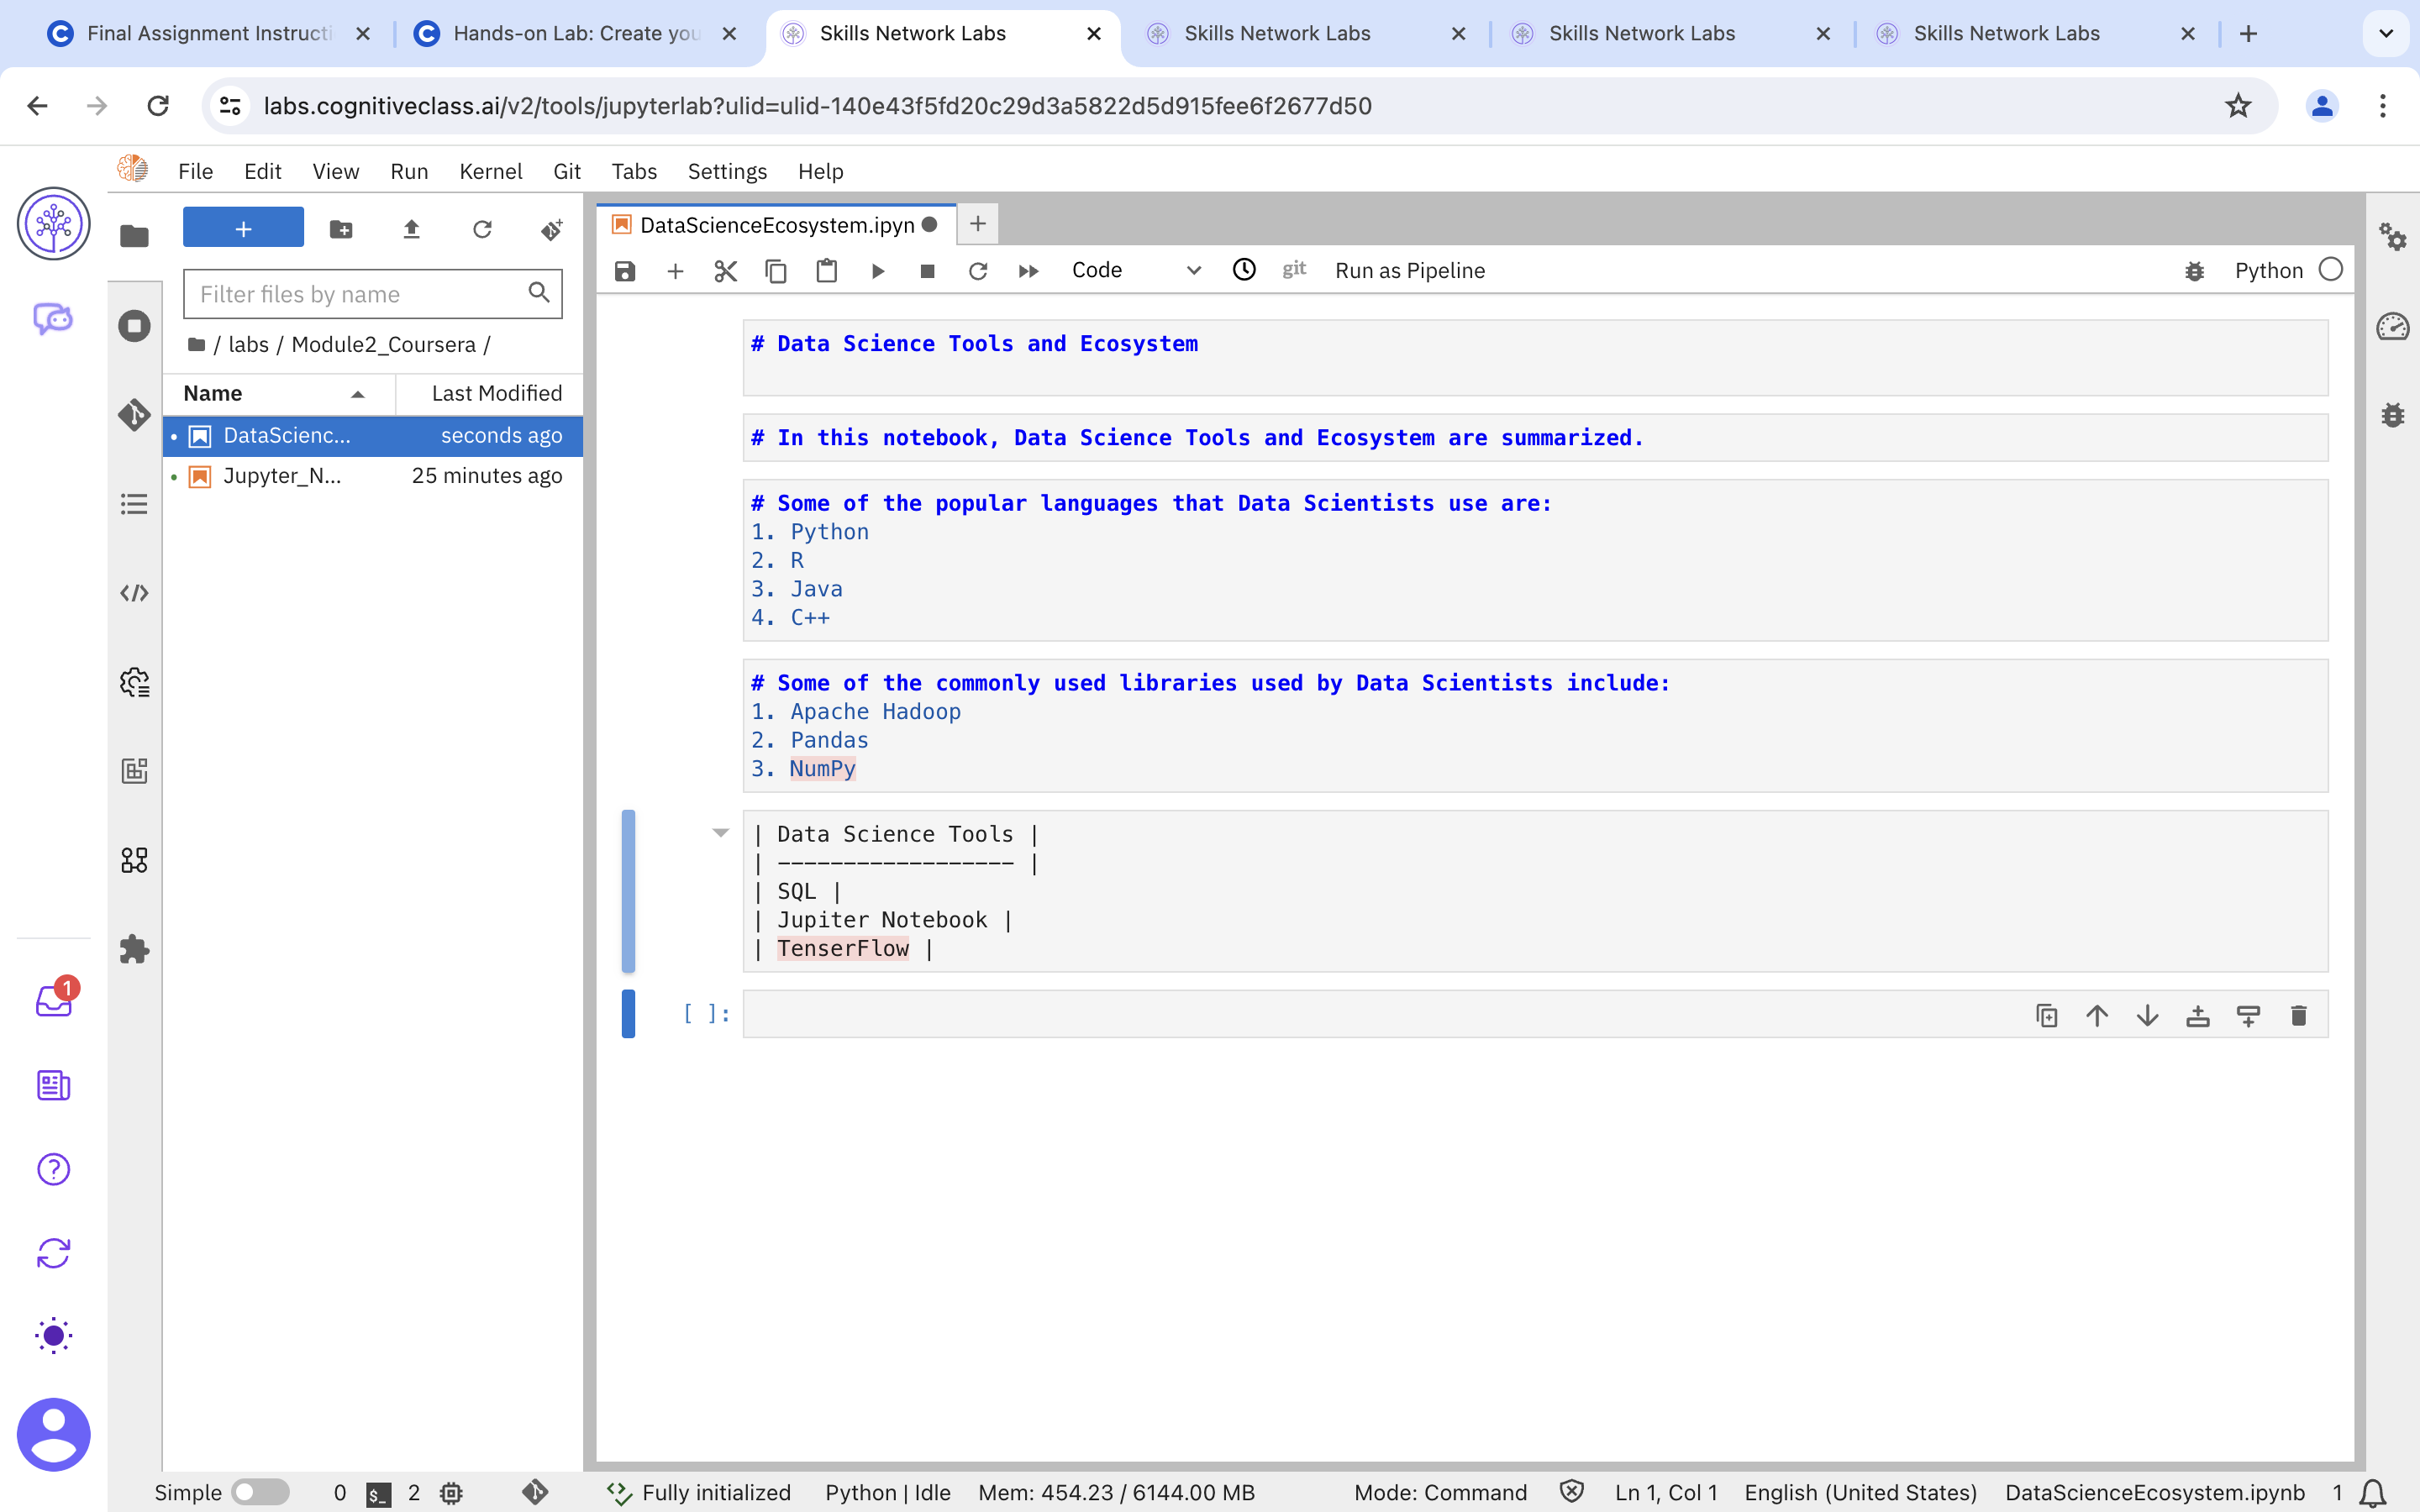 Final Assignment Instructi
Hands-on Lab: Create you
Skills Network Labs
Skills Network Labs
Skills Network Labs
Skills Network Labs
labs.cognitiveclass.ai/v2/tools/jupyterlab?ulid=ulid-140e43f5fd20c29d3a5822d5d915fee6f2677d50
File Edit View Run Kernel Git Tabs Settings Help
DataScienceEcosystem.ipyn
Code
git
Run as Pipeline
Python
Filter files by name
/ labs / Module2_Coursera /
Name
Last Modified
DataScienc...
seconds ago
Jupyter_N...
25 minutes ago
# Data Science Tools and Ecosystem
# In this notebook, Data Science Tools and Ecosystem are summarized.
# Some of the popular languages that Data Scientists use are:
1. Python
2. R
3. Java
4. C++
# Some of the commonly used libraries used by Data Scientists include:
1. Apache Hadoop
2. Pandas
3. NumPy
| Data Science Tools |
| ------------------ |
| SQL |
| Jupiter Notebook |
| TenserFlow |
[ ]:
1
Simple
0
$_
2
Fully initialized
Python | Idle
Mem: 454.23 / 6144.00 MB
Mode: Command
Ln 1, Col 1
English (United States)
DataScienceEcosystem.ipynb
1